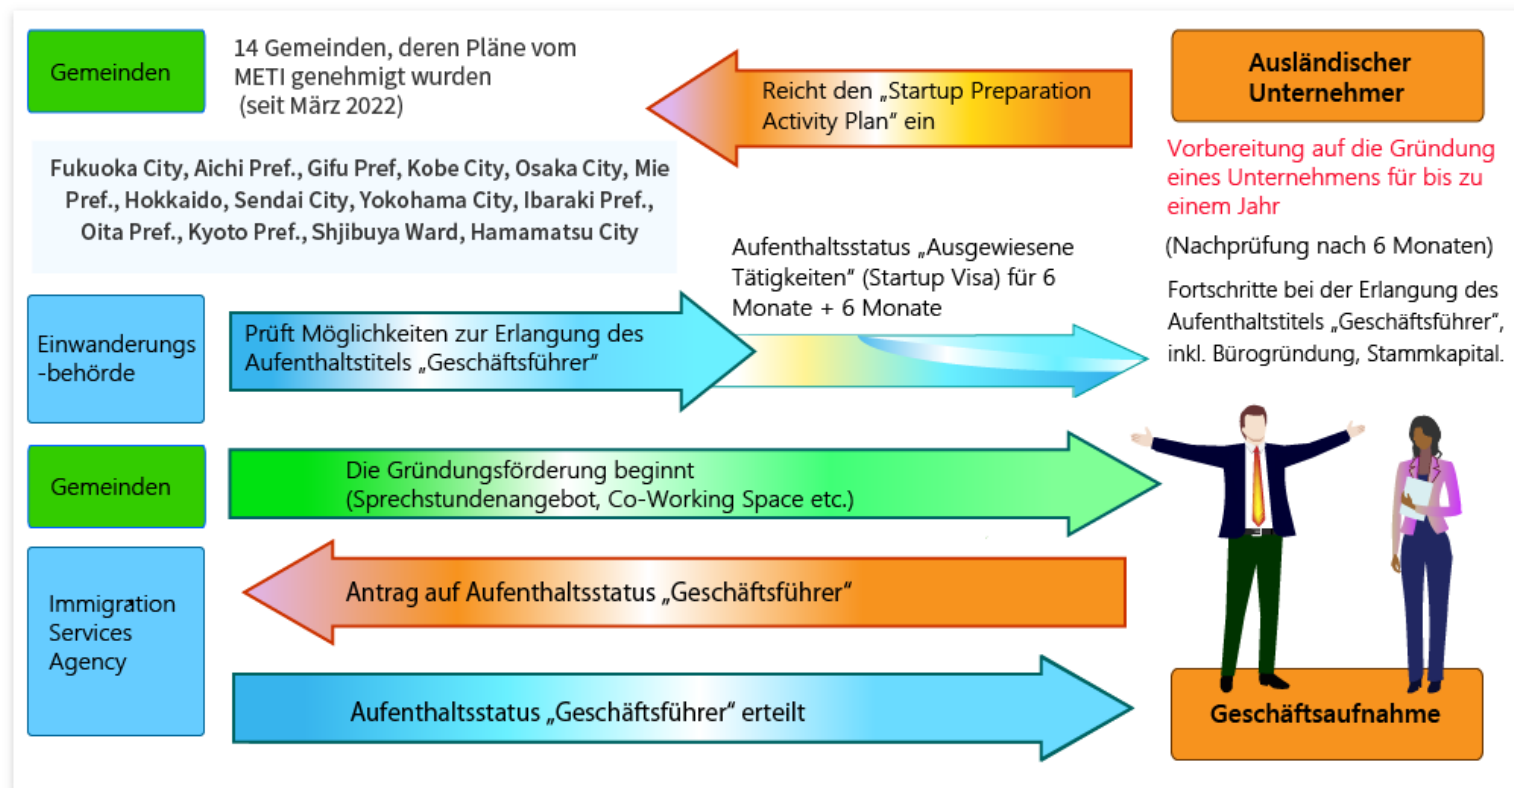 Gemeinden
14 Gemeinden, deren Pläne vom
METI genehmigt wurden
(seit März 2022)
Reicht den „Startup Preparation
Activity Plan“ ein
Ausländischer
Unternehmer
Fukuoka City, Aichi Pref., Gifu Pref, Kobe City, Osaka City, Mie
Pref., Hokkaido, Sendai City, Yokohama City, Ibaraki Pref.,
Oita Pref., Kyoto Pref., Shjibuya Ward, Hamamatsu City
Vorbereitung auf die Gründung
eines Unternehmens für bis zu
einem Jahr
(Nachprüfung nach 6 Monaten)
Fortschritte bei der Erlangung des
Aufenthaltstitels „Geschäftsführer“,
inkl. Bürogründung, Stammkapital.
Aufenthaltsstatus „Ausgewiesene
Tätigkeiten“ (Startup Visa) für 6
Monate + 6 Monate
Einwanderungs
-behörde
Prüft Möglichkeiten zur Erlangung des
Aufenthaltstitels „Geschäftsführer“
Gemeinden
Die Gründungsförderung beginnt
(Sprechstundenangebot, Co-Working Space etc.)
Immigration
Services
Agency
Antrag auf Aufenthaltsstatus „Geschäftsführer“
Aufenthaltsstatus „Geschäftsführer“ erteilt
Geschäftsaufnahme